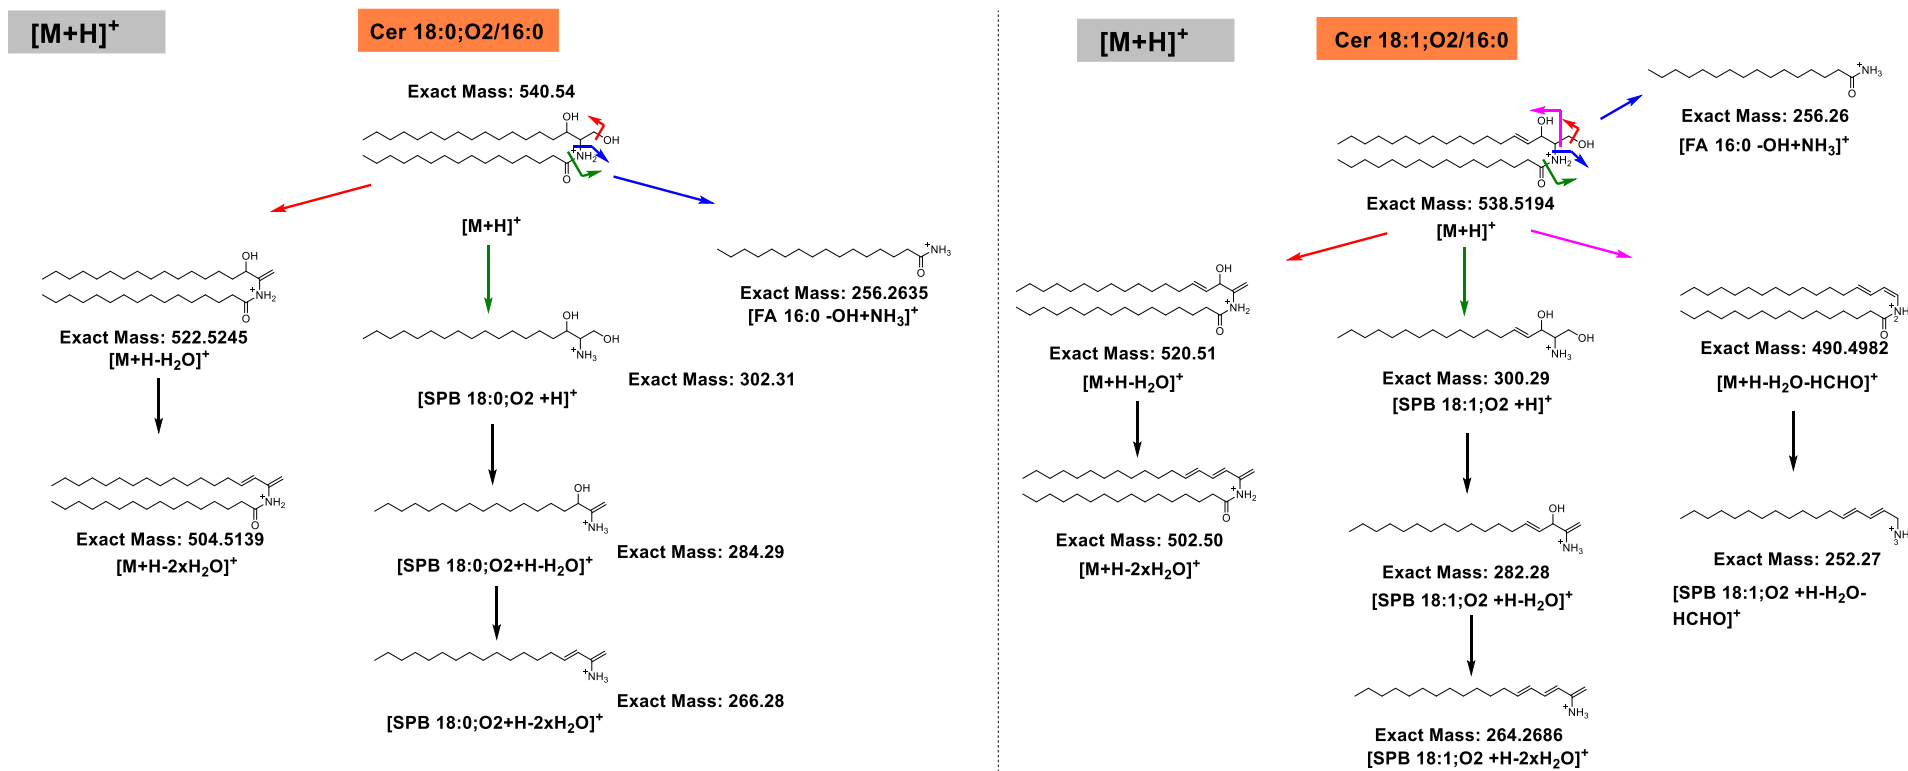 [M+H]+
Cer 18:0;O2/16:0
Exact Mass: 540.54
OH
OH
+
NH2
O
[M+H]+
OH
+
NH2
O
Exact Mass: 522.5245
[M+H-H2O]+
+
NH2
O
Exact Mass: 504.5139
[M+H-2xH2O]+
OH
OH
+
NH3
Exact Mass: 302.31
[SPB 18:0;O2 +H]+
OH
+
NH3
Exact Mass: 284.29
[SPB 18:0;O2+H-H2O]+
+
NH3
Exact Mass: 266.28
[SPB 18:0;O2+H-2xH2O]+
+
NH3
O
Exact Mass: 256.2635
[FA 16:0 -OH+NH3]+
[M+H]+
Cer 18:1;O2/16:0
+
NH3
O
Exact Mass: 256.26
[FA 16:0 -OH+NH3]+
OH
OH
+
NH2
O
Exact Mass: 538.5194
[M+H]+
OH
+
NH2
O
Exact Mass: 520.51
[M+H-H2O]+
+
NH2
O
Exact Mass: 502.50
[M+H-2xH2O]+
OH
OH
+
NH3
Exact Mass: 300.29
[SPB 18:1;O2 +H]+
OH
+
NH3
Exact Mass: 282.28
[SPB 18:1;O2 +H-H2O]+
+
NH3
Exact Mass: 264.2686
[SPB 18:1;O2 +H-2xH2O]+
+
NH2
O
Exact Mass: 490.4982
[M+H-H2O-HCHO]+
+
NH3
Exact Mass: 252.27
[SPB 18:1;O2 +H-H2O-
HCHO]+